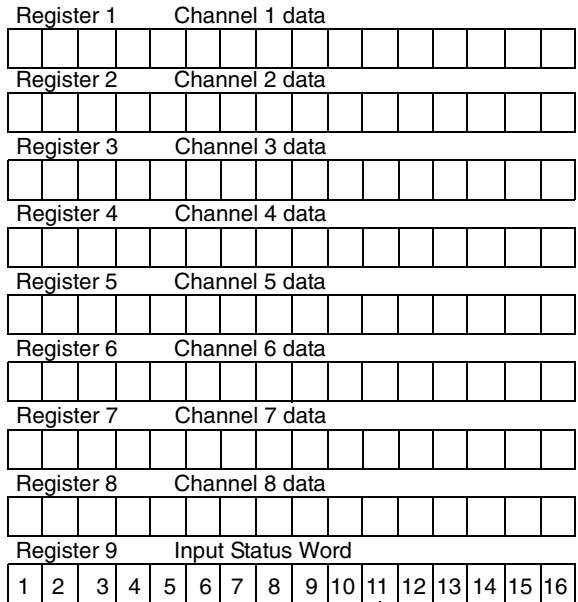 Register 1 Channel 1 data
Register 2 Channel 2 data
Register 3 Channel 3 data
Register 4 Channel 4 data
Register 5 Channel 5 data
Register 6 Channel 6 data
Register 7 Channel 7 data
Register 8 Channel 8 data
Register 9 Input Status Word
1 2 3 4 5 6 7 8 9 10 11 12 13 14 15 16